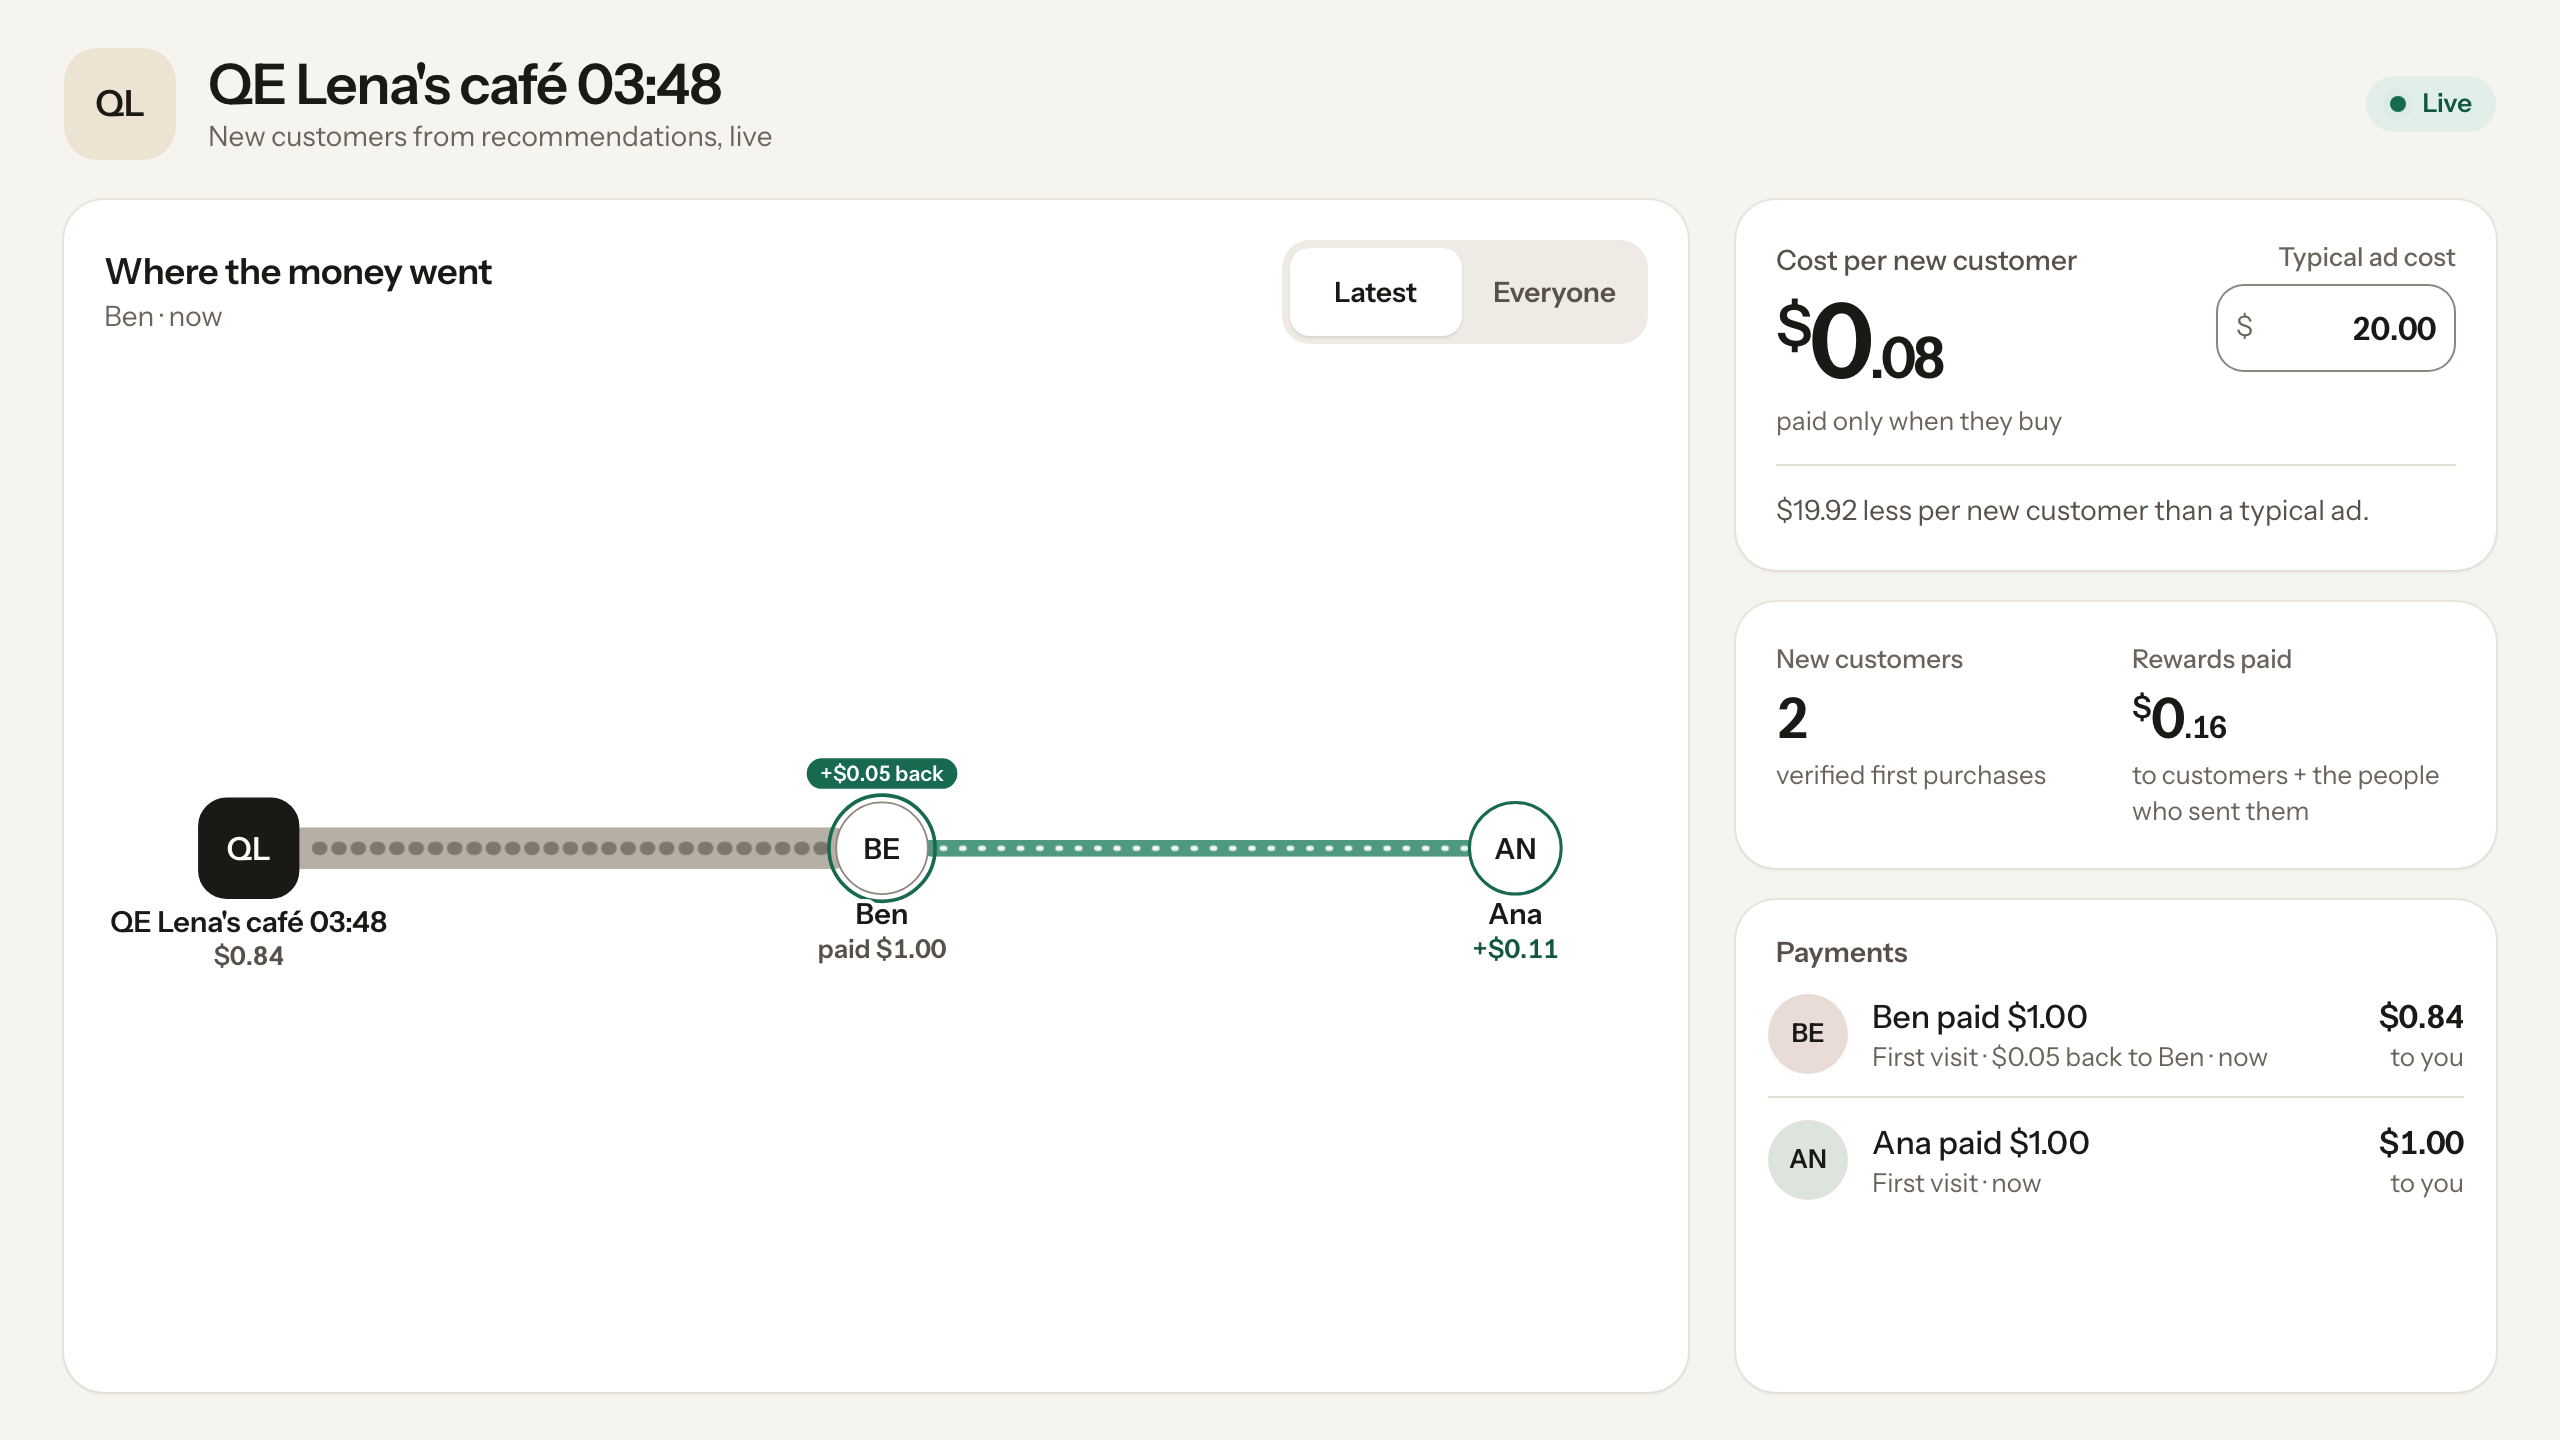 QL
QE Lena's café 03:48
New customers from recommendations, live
Live
Where the money went
Ben · now
Latest
Everyone
+$0.05 back
QL
BE
AN
QE Lena's café 03:48
$0.84
Ben
paid $1.00
Ana
+$0.11
Cost per new customer
$0.08
paid only when they buy
Typical ad cost
$ 20.00
$19.92 less per new customer than a typical ad.
New customers
2
verified first purchases
Rewards paid
$0.16
to customers + the people
who sent them
Payments
BE
Ben paid $1.00
First visit · $0.05 back to Ben · now
$0.84
to you
AN
Ana paid $1.00
First visit · now
$1.00
to you